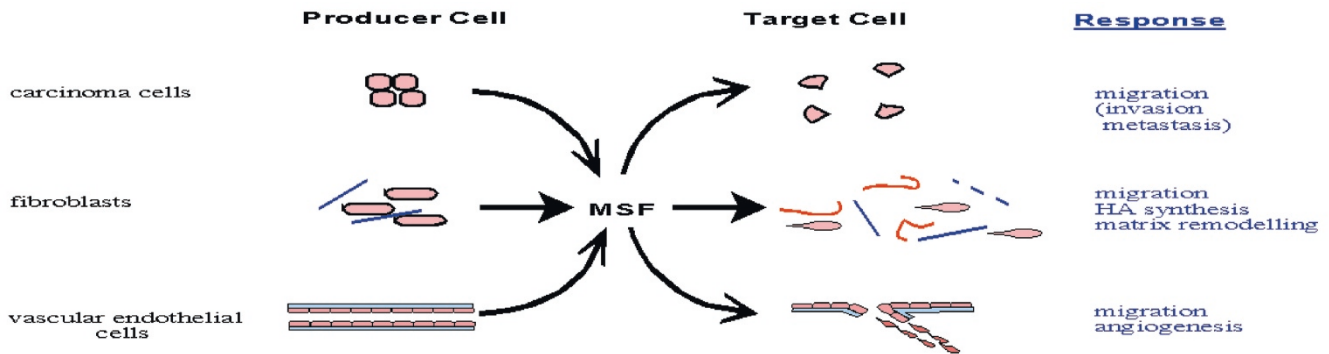 Producer Cell Target Cell Response
carcinoma cells
migration
(invasion
metastasis)
fibroblasts
MSF
migration
HA synthesis
matrix remodelling
vascular endothelial
cells
migration
angiogenesis